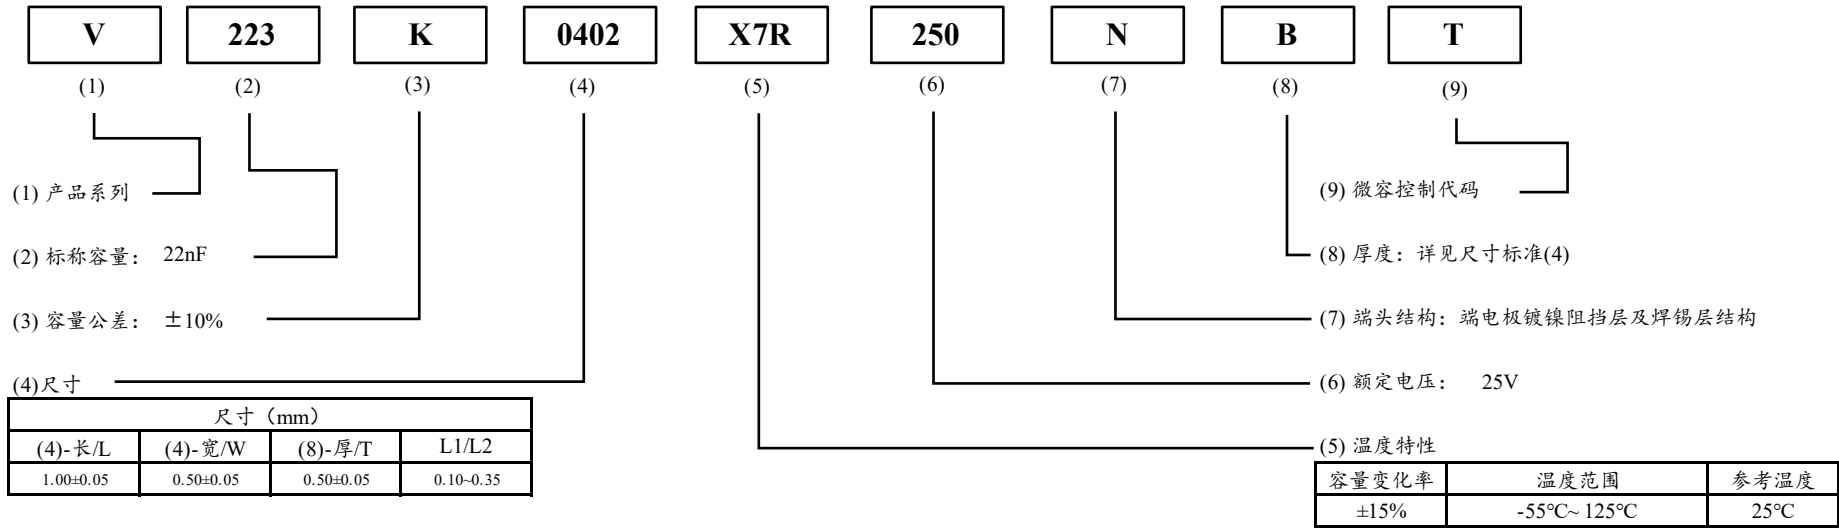 V 223 K 0402 X7R 250 N B T
(1) (2) (3) (4) (5) (6) (7) (8) (9)
(1) 产品系列
(9) 微容控制代码
(2) 标称容量： 22nF
(8) 厚度：详见尺寸标准(4)
(3) 容量公差： ±10%
(7) 端头结构：端电极镀镍阻挡层及焊锡层结构
(4)尺寸
(6) 额定电压： 25V
尺寸（mm）
(4)-长/L (4)-宽/W (8)-厚/T L1/L2
1.00±0.05 0.50±0.05 0.50±0.05 0.10~0.35
(5) 温度特性
容量变化率 温度范围 参考温度
±15% -55℃~ 125℃ 25℃